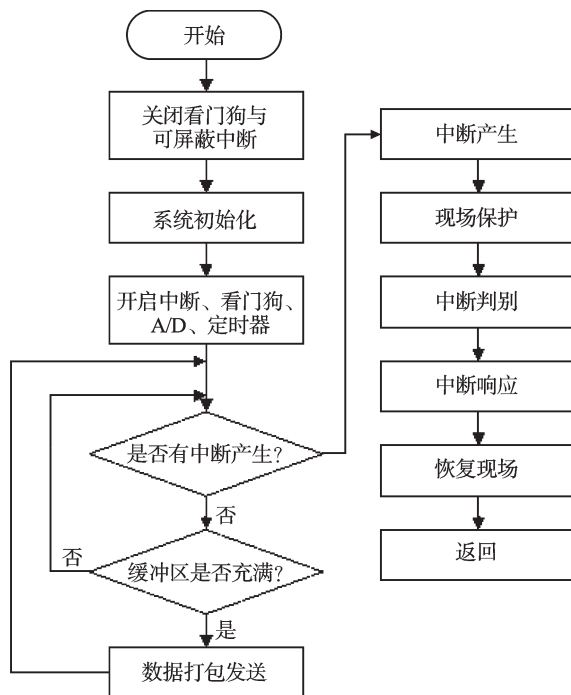 开始
关闭看门狗与
可屏蔽中断
系统初始化
开启中断、看门狗、
A/D、定时器
是否有中断产生?
否
缓冲区是否充满?
否
是
数据打包发送
中断产生
现场保护
中断判别
中断响应
恢复现场
返回